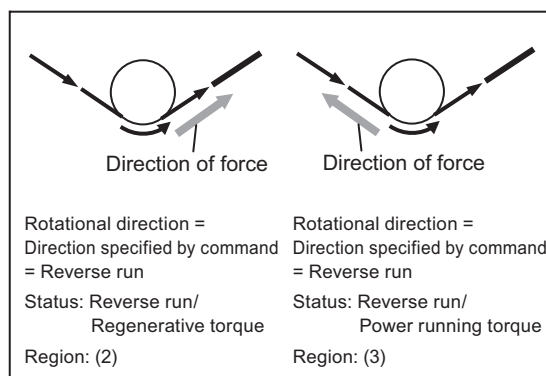 Direction of force
Rotational direction =
Direction specified by command
= Reverse run
Status: Reverse run/
Regenerative torque
Region: (2)
Direction of force
Rotational direction =
Direction specified by command
= Reverse run
Status: Reverse run/
Power running torque
Region: (3)